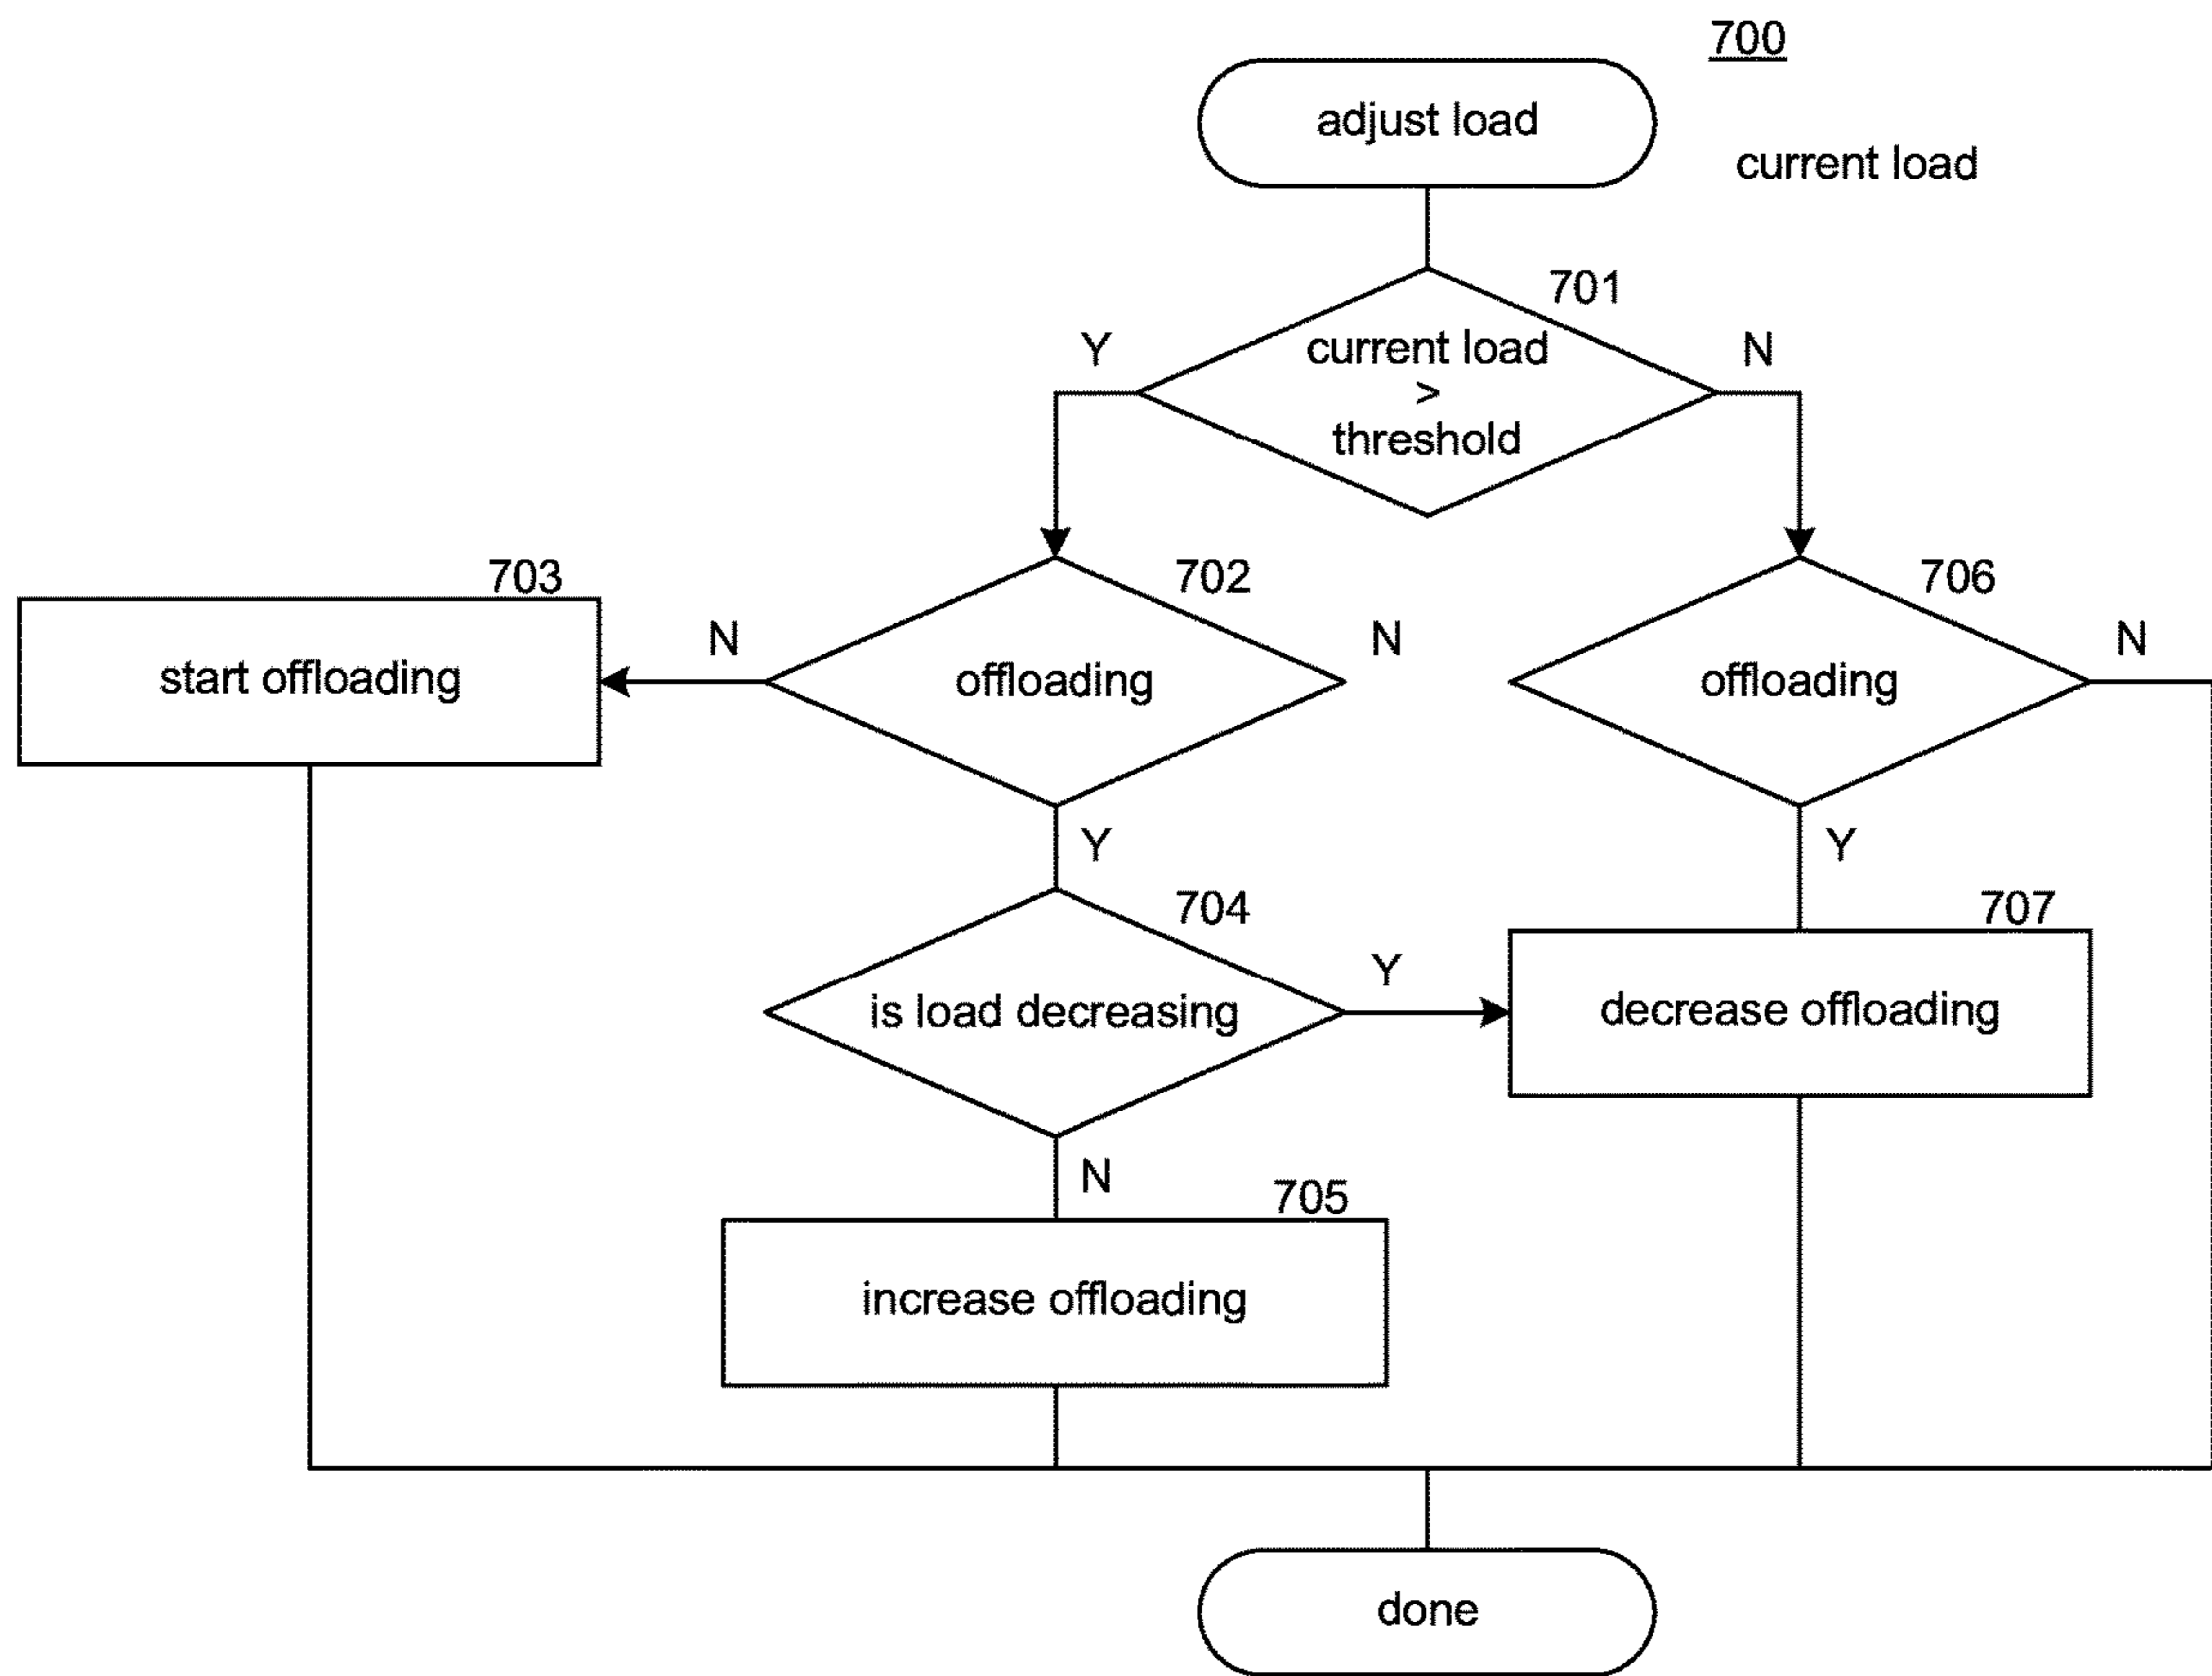 700
adjust load
current load
701
Y
current load
>
threshold
N
703
702
706
start offloading
N
offloading
N
offloading
N
Y
Y
704
707
is load decreasing
Y
decrease offloading
N
705
increase offloading
done